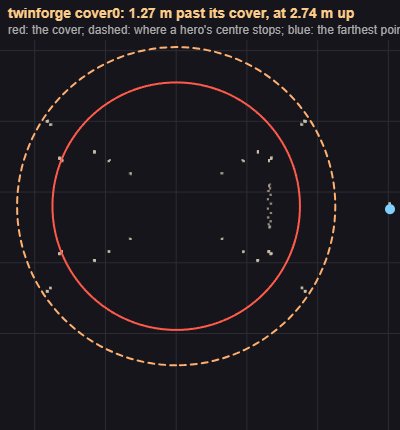 twinforge cover0: 1.27 m past its cover, at 2.74 m up
red: the cover; dashed: where a hero's centre stops; blue: the farthest poin